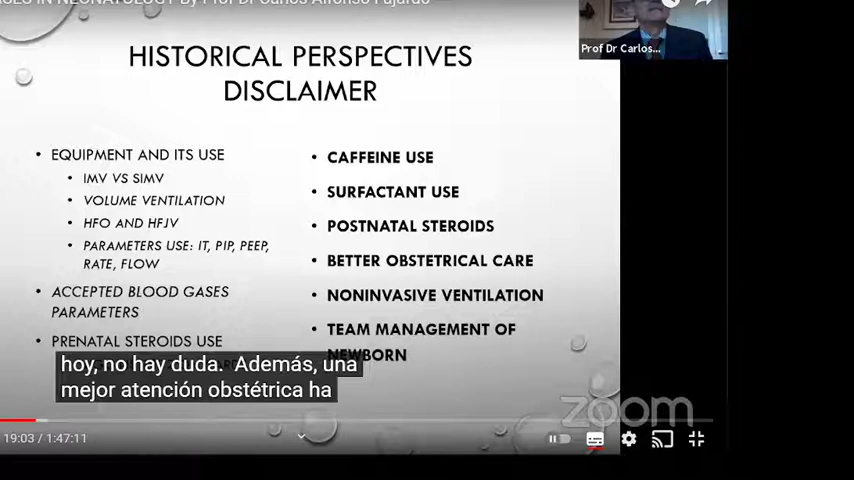 HISTORICAL PERSPECTIVES
DISCLAIMER
Prof Dr Carlos...
• EQUIPMENT AND ITS USE
• IMV VS SIMV
• VOLUME VENTILATION
• HFO AND HFJV
• PARAMETERS USE: IT, PIP, PEEP,
RATE, FLOW
• ACCEPTED BLOOD GASES
PARAMETERS
• PRENATAL STEROIDS USE
• CAFFEINE USE
• SURFACTANT USE
• POSTNATAL STEROIDS
• BETTER OBSTETRICAL CARE
• NONINVASIVE VENTILATION
• TEAM MANAGEMENT OF
NEWBORN
hoy, no hay duda. Además, una
mejor atención obstétrica ha
zoom
19:03 / 1:47:11